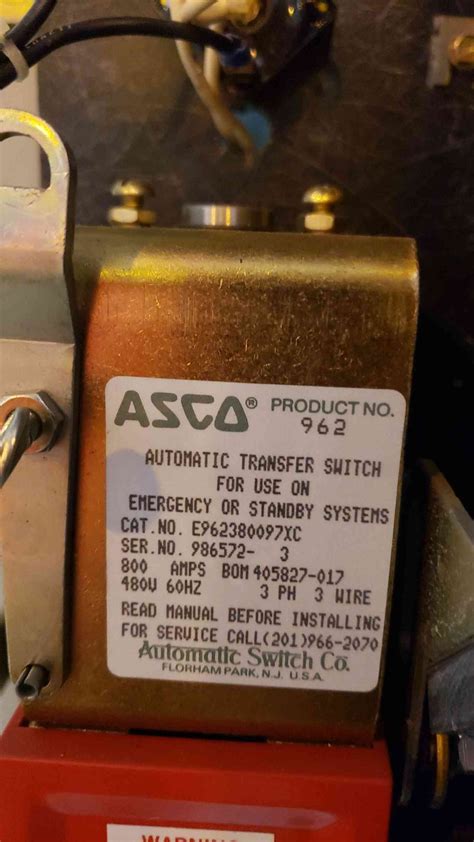 ASCO® PRODUCT NO.
962
AUTOMATIC TRANSFER SWITCH
FOR USE ON
EMERGENCY OR STANDBY SYSTEMS
CAT.NO. E962380097XC
SER.NO. 986572- 3
800 AMPS BOM 405827-017
480V 60HZ 3 PH 3 WIRE
READ MANUAL BEFORE INSTALLING
FOR SERVICE CALL(201)966-2070
Automatic Switch Co.
FLORHAM PARK, N.J. U.S.A.
WARNING